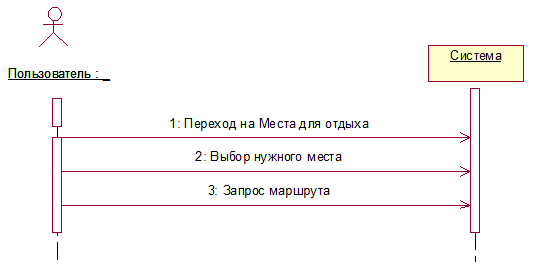 Система
Пользователь : _
1: Переход на Места для отдыха
2: Выбор нужного места
3: Запрос маршрута